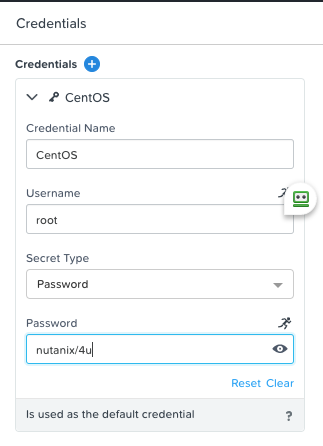 Credentials
Credentials
CentOS
Credential Name
CentOS
Username
root
Secret Type
Password
Password
nutanix/4u
Reset Clear
Is used as the default credential ?